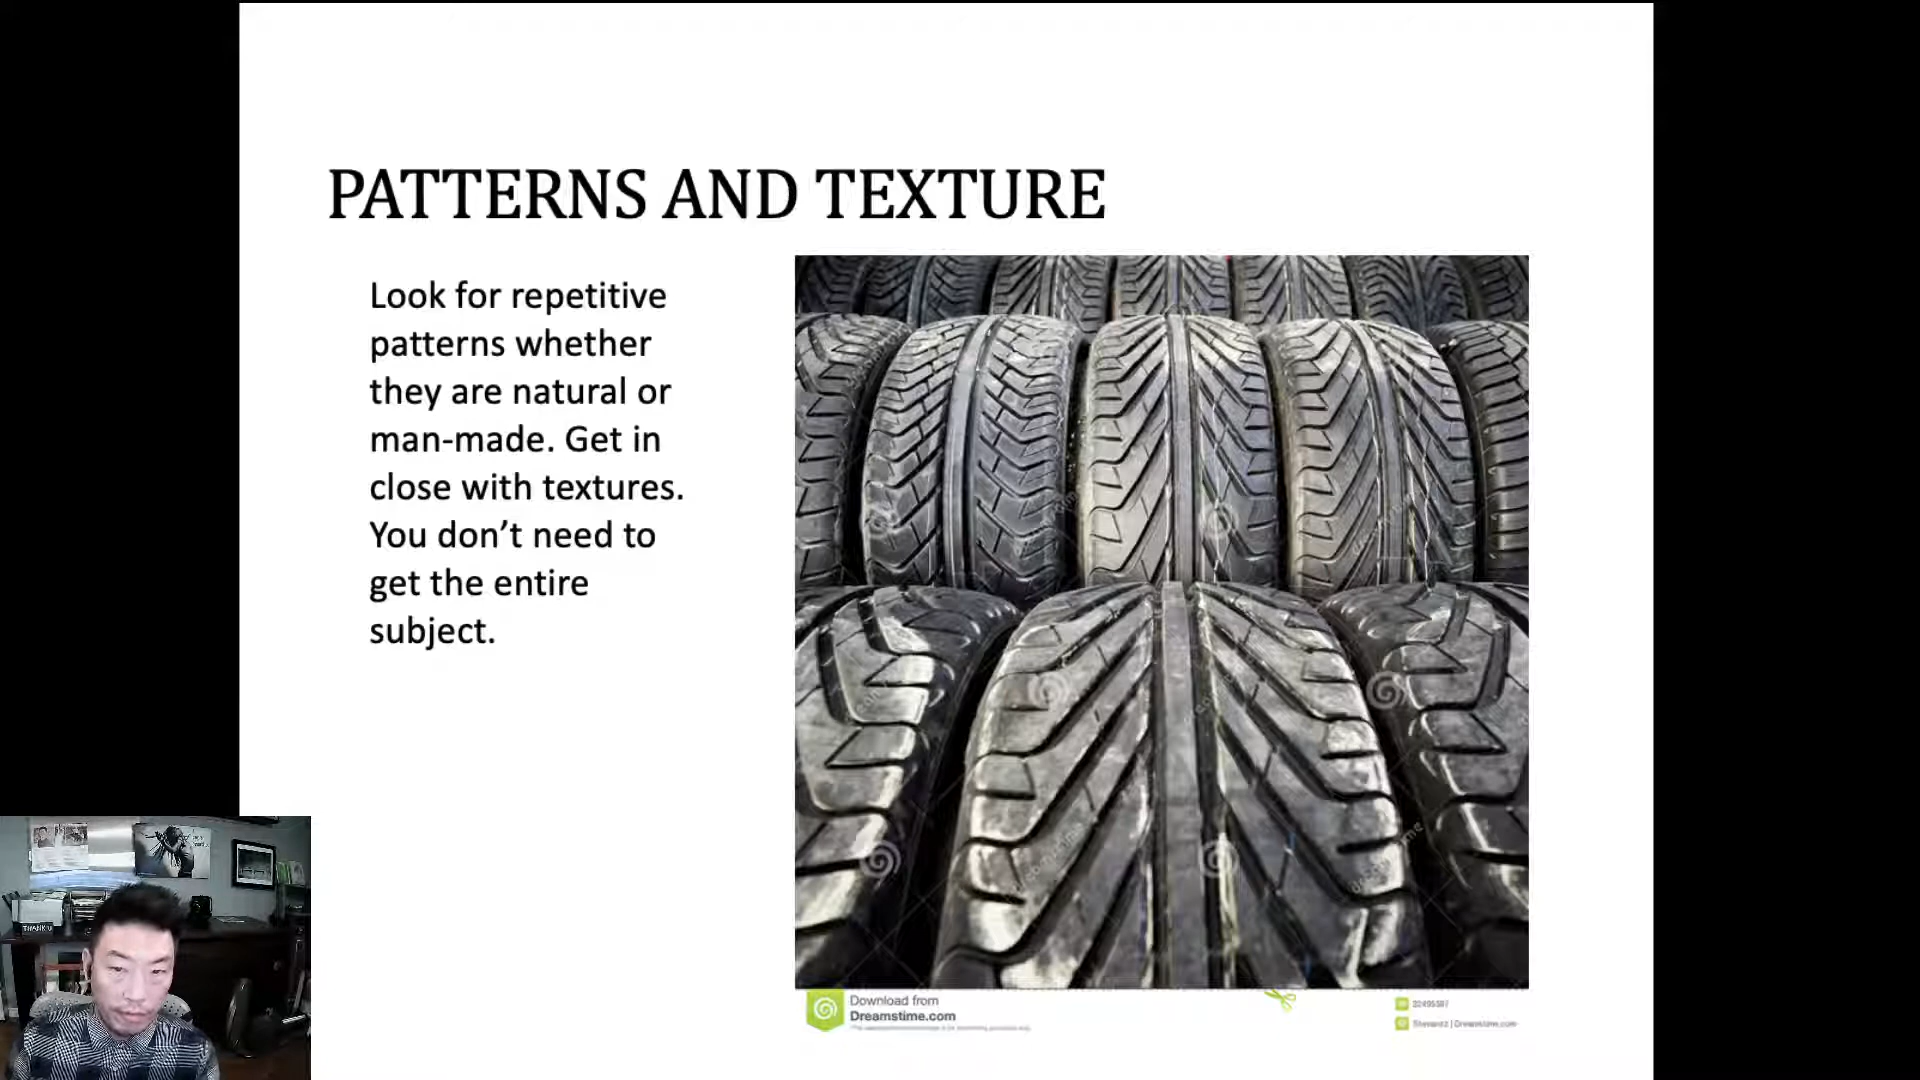 PATTERNS AND TEXTURE
Look for repetitive
patterns whether
they are natural or
man-made. Get in
close with textures.
You don’t need to
get the entire
subject.
Download from
Dreamstime.com
THANK U